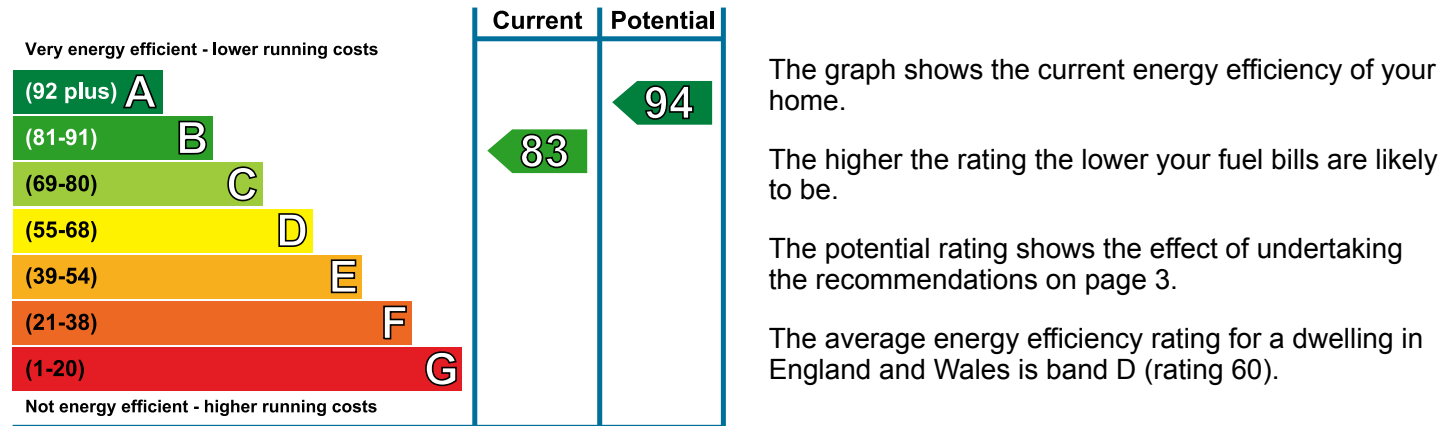 Current Potential
Very energy efficient - lower running costs
(92 plus) A
94
(81-91) B
83
(69-80) C
(55-68) D
(39-54) E
(21-38) F
(1-20) G
Not energy efficient - higher running costs
The graph shows the current energy efficiency of your
home.
The higher the rating the lower your fuel bills are likely
to be.
The potential rating shows the effect of undertaking
the recommendations on page 3.
The average energy efficiency rating for a dwelling in
England and Wales is band D (rating 60).